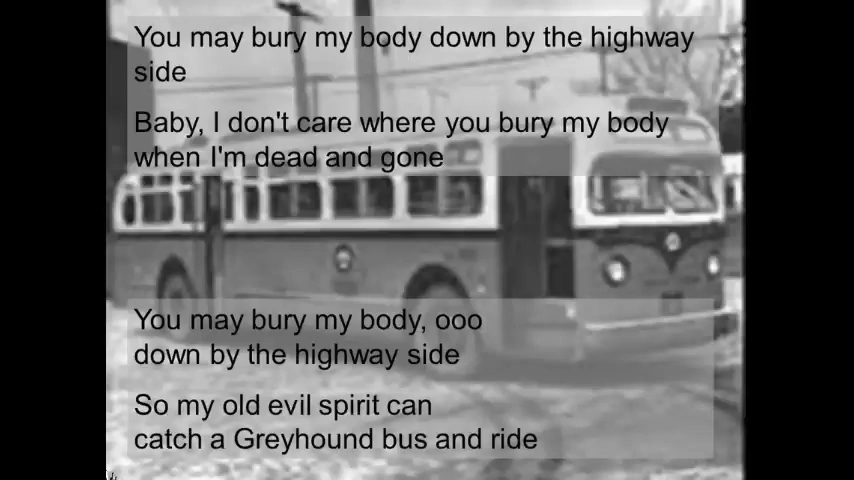 You may bury my body down by the highway
side
Baby, I don't care where you bury my body
when I'm dead and gone
You may bury my body, ooo
down by the highway side
So my old evil spirit can
catch a Greyhound bus and ride